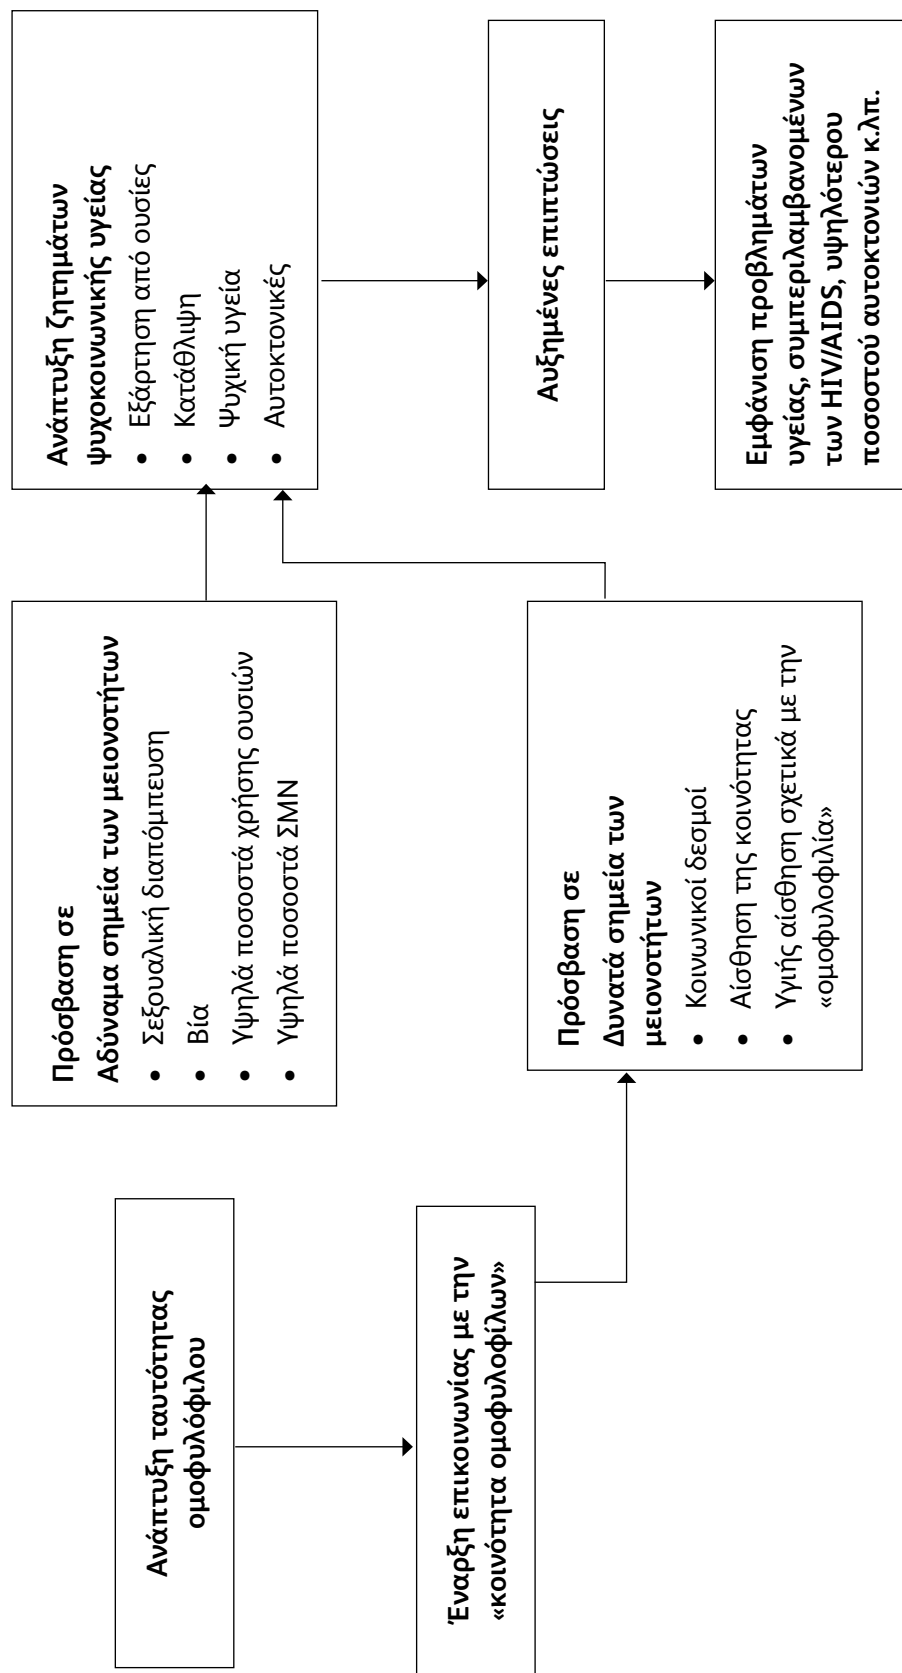 Ανάπτυξη ταυτότητας
ομοφυλόφιλου
Έναρξη επικοινωνίας με την
«κοινότητα ομοφυλοφίλων»
Πρόσβαση σε
Αδύναμα σημεία των μειονοτήτων
• Σεξουαλική διαπόμπευση
• Βία
• Υψηλά ποσοστά χρήσης ουσιών
• Υψηλά ποσοστά ΣΜΝ
Πρόσβαση σε
Δυνατά σημεία των
μειονοτήτων
• Κοινωνικοί δεσμοί
• Αίσθηση της κοινότητας
• Υγιής αίσθηση σχετικά με την
«ομοφυλοφιλία»
Ανάπτυξη ζητημάτων
ψυχοκοινωνικής υγείας
• Εξάρτηση από ουσίες
• Κατάθλιψη
• Ψυχική υγεία
• Αυτοκτονικές
Αυξημένες επιπτώσεις
Εμφάνιση προβλημάτων
υγείας, συμπεριλαμβανομένων
των HIV/AIDS, υψηλότερου
ποσοστού αυτοκτονιών κ.λπ.